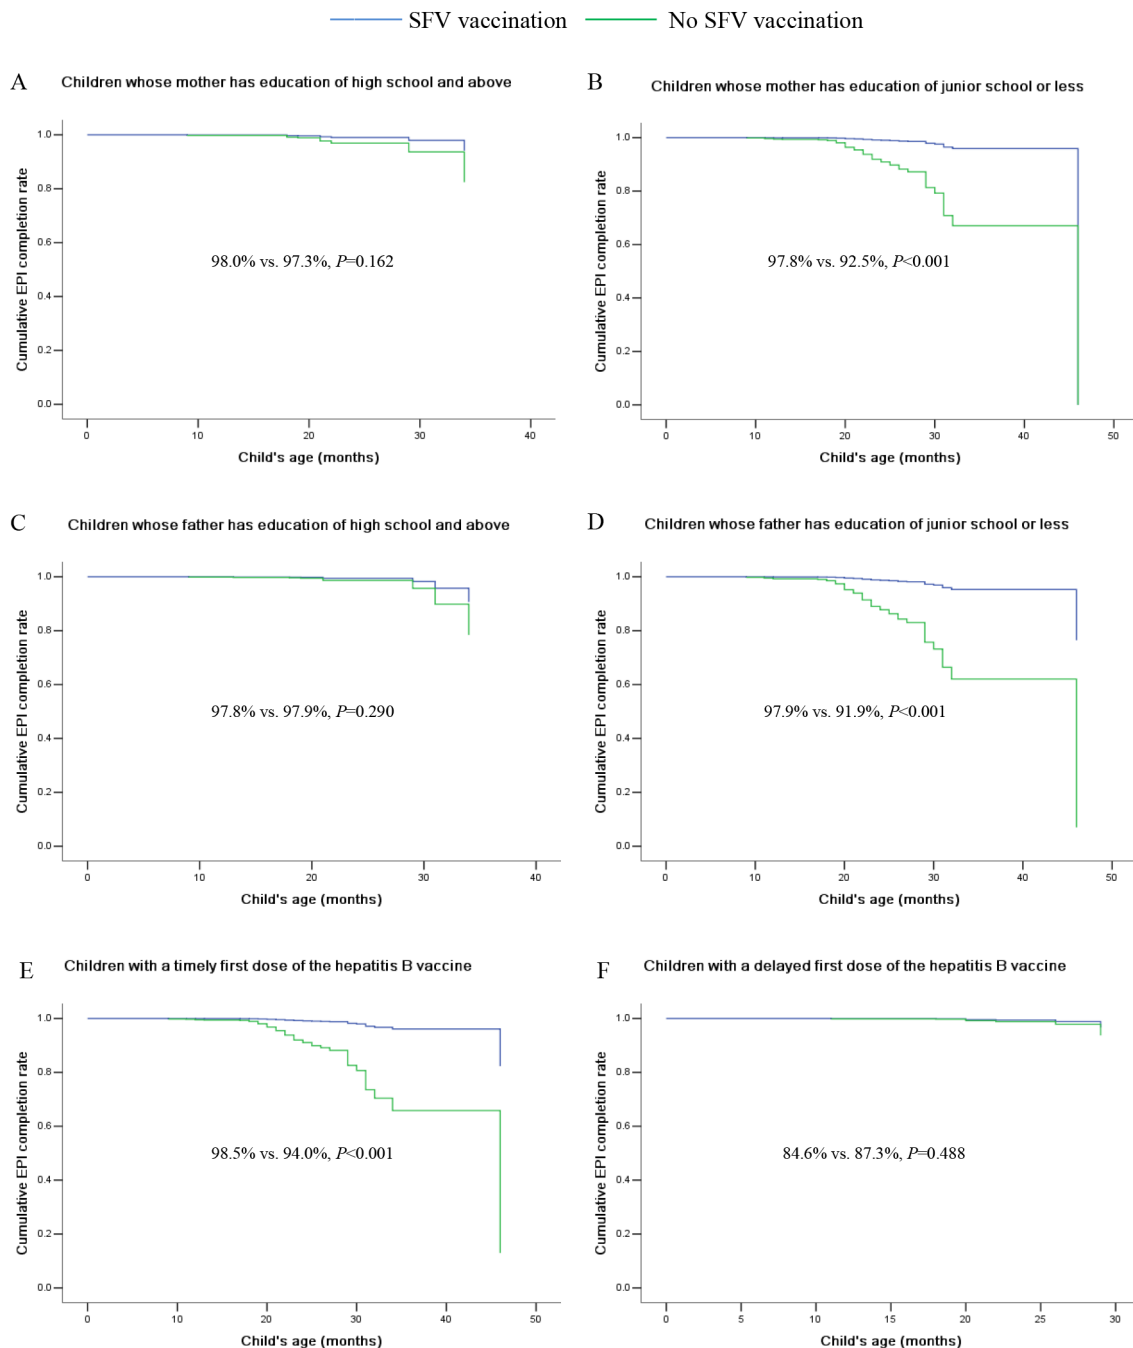 SFV vaccination No SFV vaccination
A Children whose mother has education of high school and above
Cumulative EPI completion rate
1.0
0.8
0.6
0.4
0.2
0.0
98.0% vs. 97.3%, P=0.162
0 10 20 30 40
Child's age (months)
B Children whose mother has education of junior school or less
Cumulative EPI completion rate
1.0
0.8
0.6
0.4
0.2
0.0
97.8% vs. 92.5%, P<0.001
0 10 20 30 40 50
Child's age (months)
C Children whose father has education of high school and above
Cumulative EPI completion rate
1.0
0.8
0.6
0.4
0.2
0.0
97.8% vs. 97.9%, P=0.290
0 10 20 30 40
Child's age (months)
D Children whose father has education of junior school or less
Cumulative EPI completion rate
1.0
0.8
0.6
0.4
0.2
0.0
97.9% vs. 91.9%, P<0.001
0 10 20 30 40 50
Child's age (months)
E Children with a timely first dose of the hepatitis B vaccine
Cumulative EPI completion rate
1.0
0.8
0.6
0.4
0.2
0.0
98.5% vs. 94.0%, P<0.001
0 10 20 30 40 50
Child's age (months)
F Children with a delayed first dose of the hepatitis B vaccine
Cumulative EPI completion rate
1.0
0.8
0.6
0.4
0.2
0.0
84.6% vs. 87.3%, P=0.488
0 5 10 15 20 25 30
Child's age (months)